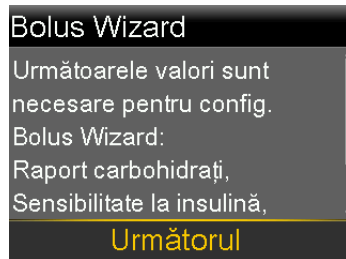 Bolus Wizard
Următoarele valori sunt
necesare pentru config.
Bolus Wizard:
Raport carbohidrați,
Sensibilitate la insulină,
Următorul